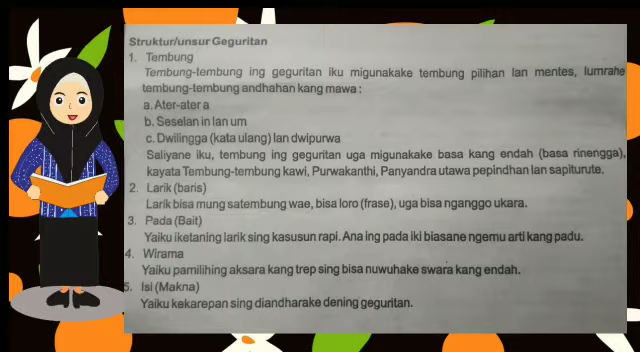 Struktur/unsur Geguritan
1. Tembung
Tembung-tembung ing geguritan iku migunakake tembung pilihan lan mentes, lumrahe
tembung-tembung andhahan kang mawa :
a. Ater-ater a
b. Seselan in lan um
c. Dwilingga (kata ulang) lan dwipurwa
Saliyane iku, tembung ing geguritan uga migunakake basa kang endah (basa rinengga),
kayata Tembung-tembung kawi, Purwakanthi, Panyandra utawa pepindhan lan sapiturute.
2. Larik (baris)
Larik bisa mung satembung wae, bisa loro (frase), uga bisa nganggo ukara.
3. Pada (Bait)
Yaiku iketaning larik sing kasusun rapi. Ana ing pada iki biasane ngemu arti kang padu.
4. Wirama
Yaiku pamilihing aksara kang trep sing bisa nuwuhake swara kang endah.
5. Isi (Makna)
Yaiku kekarepan sing diandharake dening geguritan.